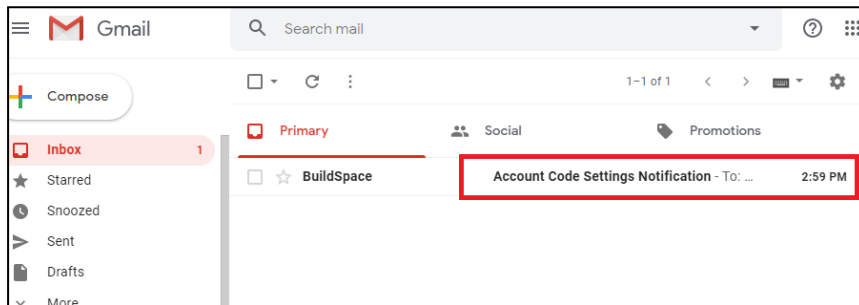 Gmail
Search mail
Compose
1–1 of 1
Primary
Social
Promotions
Inbox 1
BuildSpace Account Code Settings Notification - To: ... 2:59 PM
Starred
Snoozed
Sent
Drafts
More